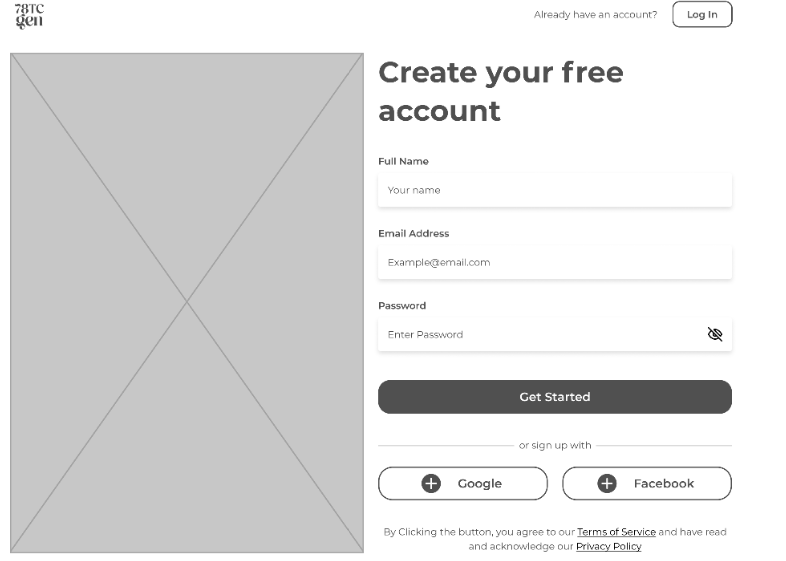 78TC
gen
Already have an account?
Log In
Create your free
account
Full Name
Your name
Email Address
Example@email.com
Password
Enter Password
Get Started
or sign up with
Google
Facebook
By Clicking the button, you agree to our Terms of Service and have read
and acknowledge our Privacy Policy